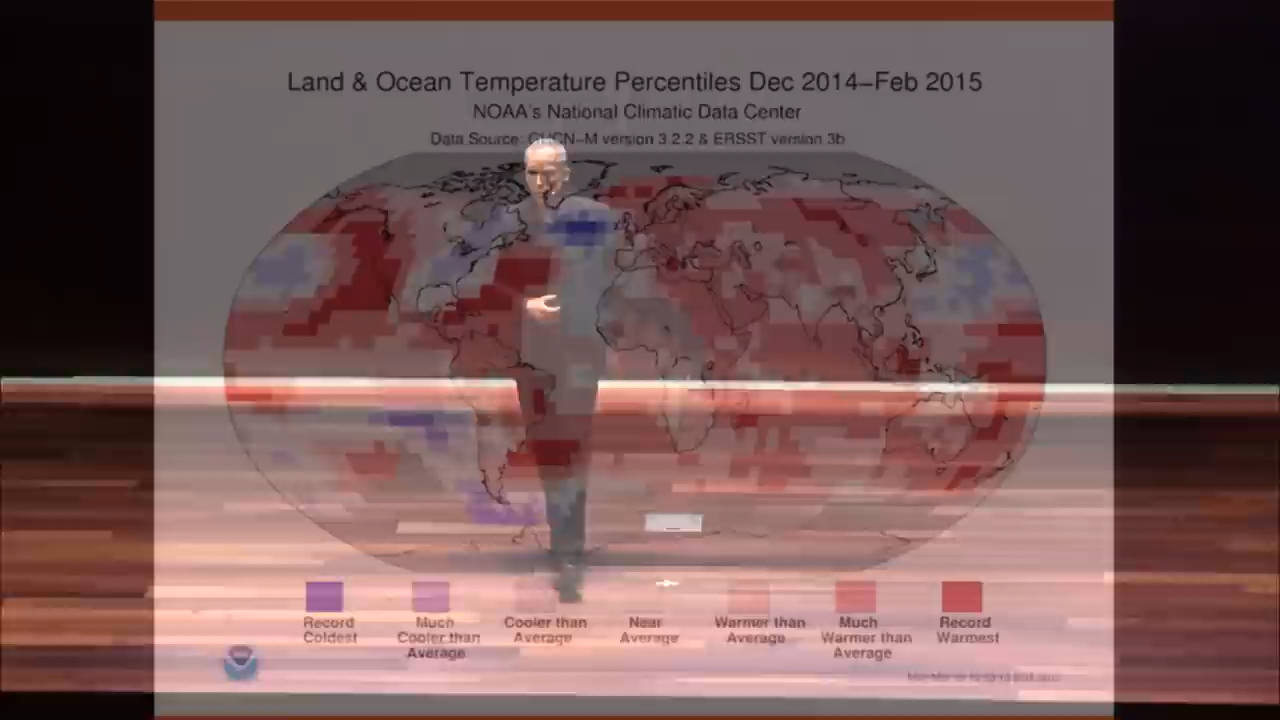 Land & Ocean Temperature Percentiles Dec 2014–Feb 2015
NOAA's National Climatic Data Center
Data Source: GHCN–M version 3.2.2 & ERSST version 3b
Record Coldest
Much Cooler than Average
Cooler than Average
Near Average
Warmer than Average
Much Warmer than Average
Record Warmest